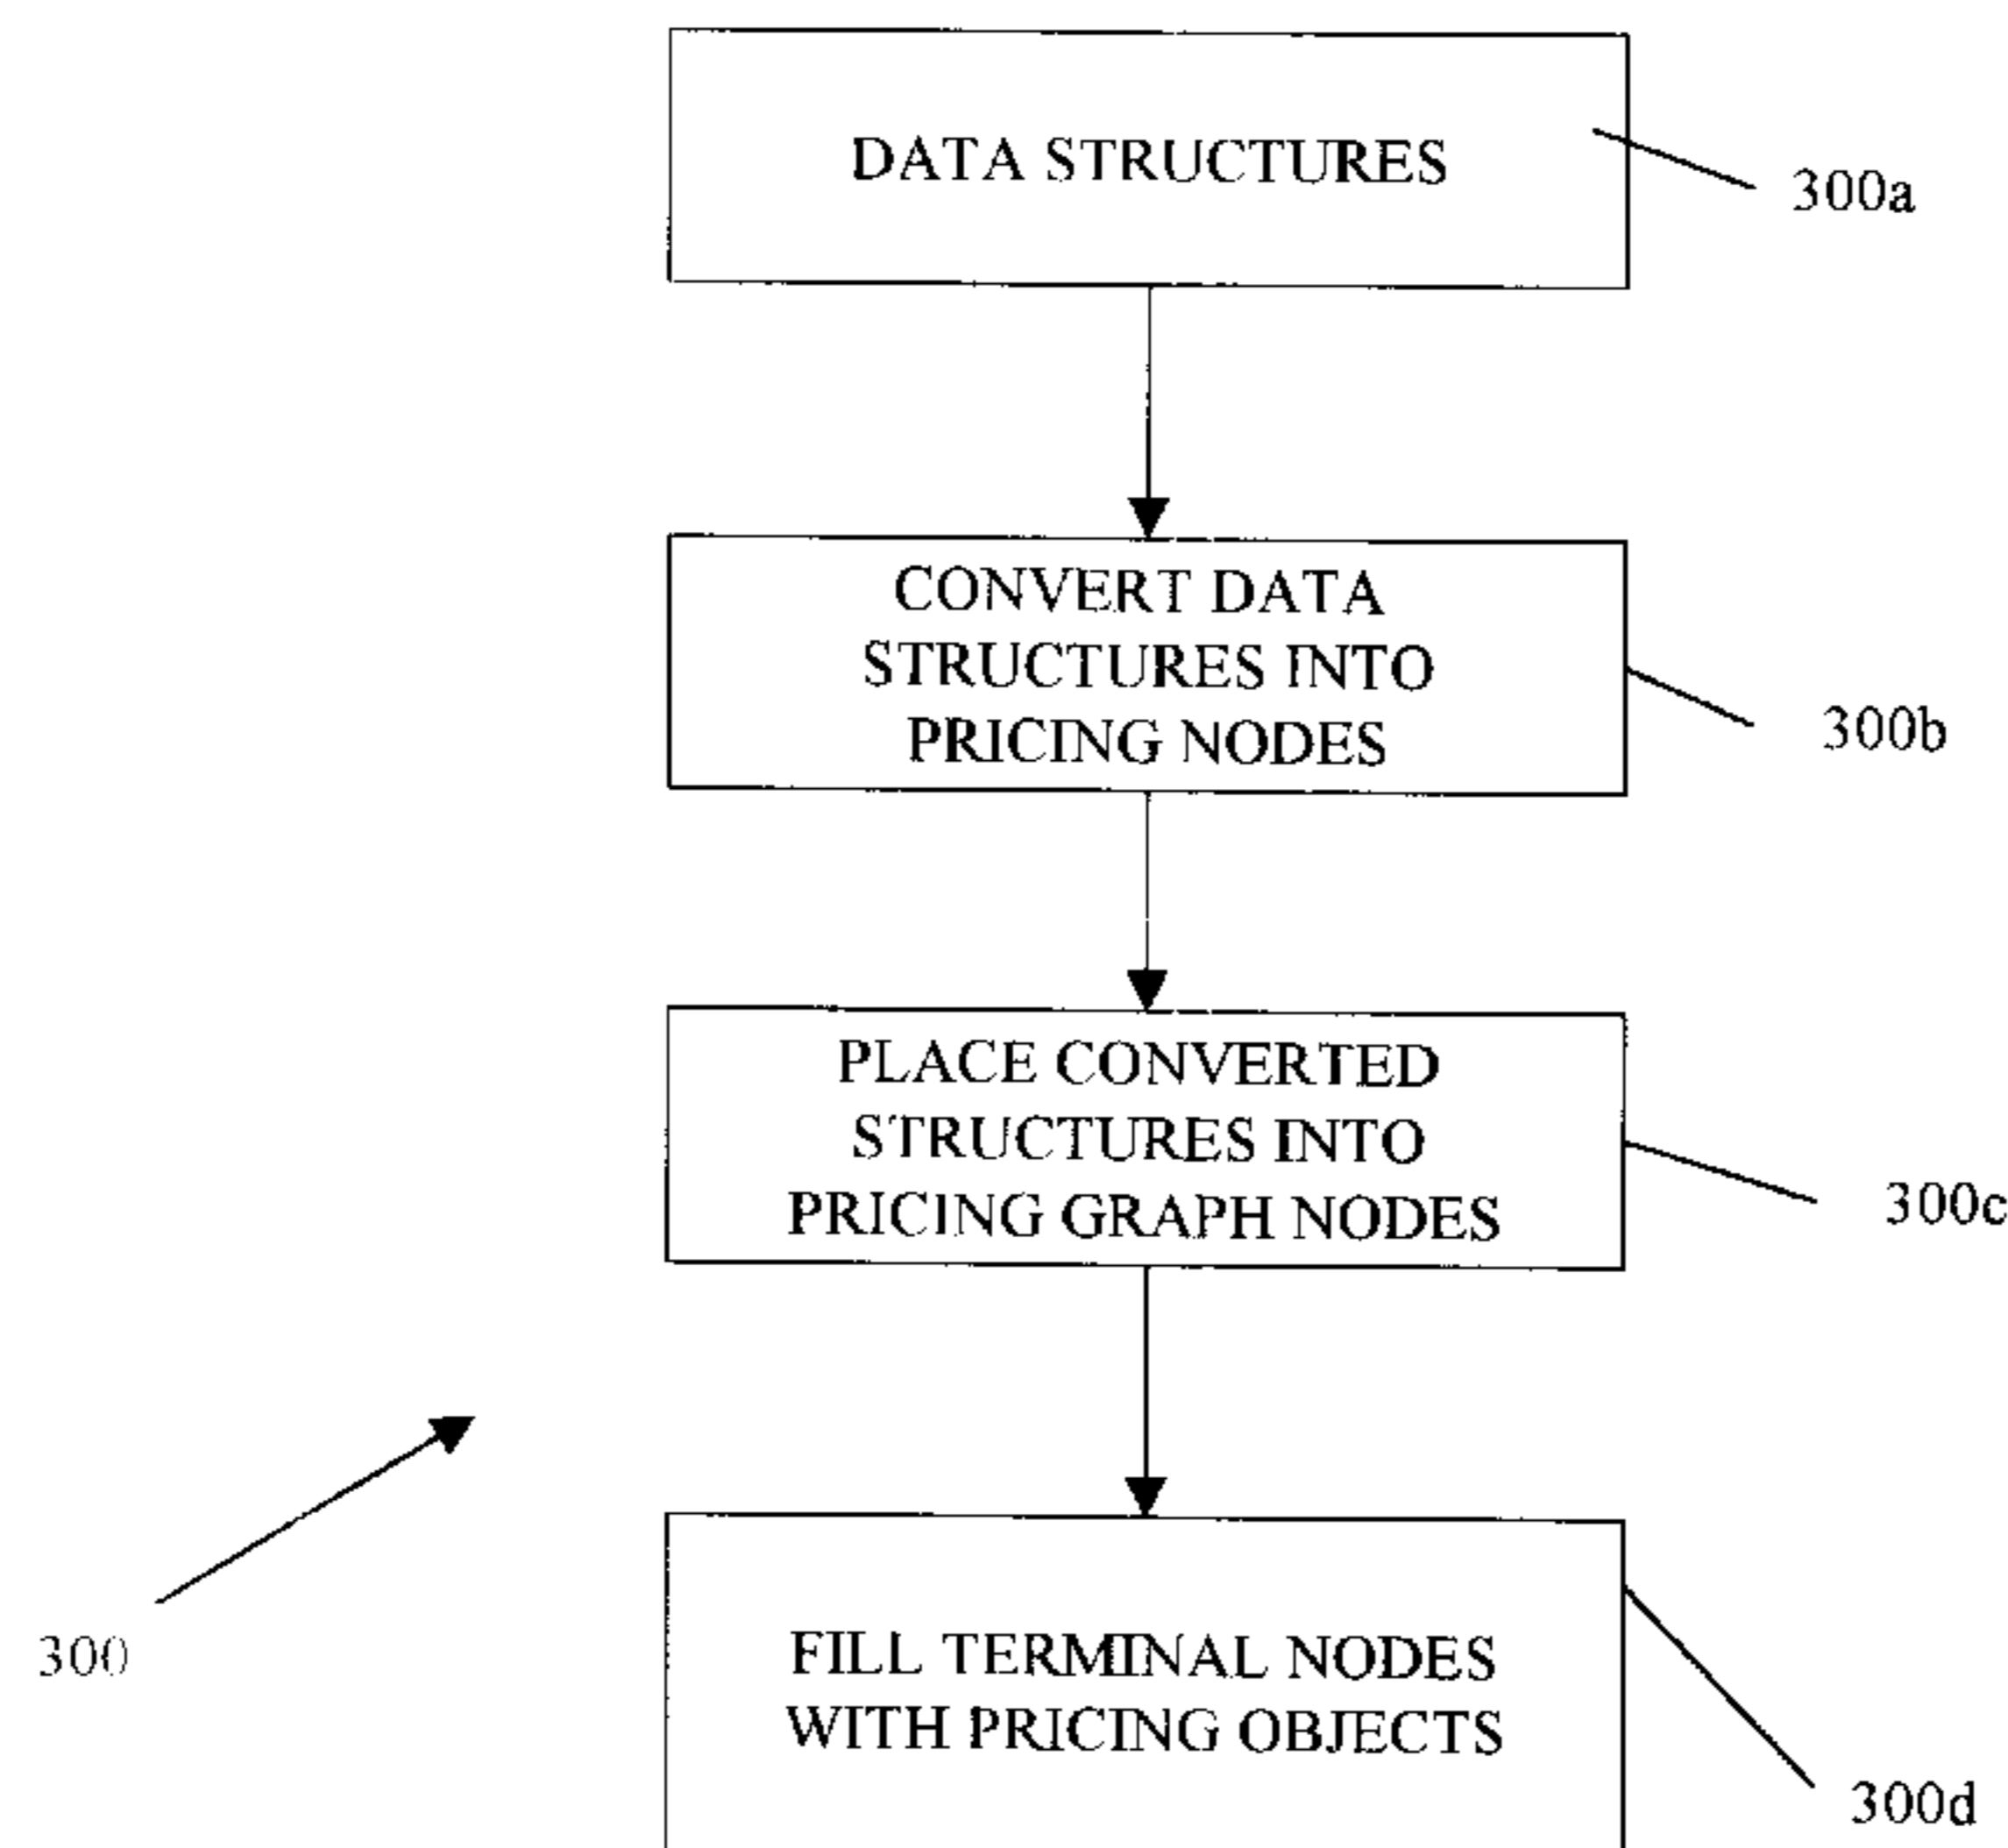 DATA STRUCTURES
300a
CONVERT DATA
STRUCTURES INTO
PRICING NODES
300b
PLACE CONVERTED
STRUCTURES INTO
PRICING GRAPH NODES
300c
300
FILL TERMINAL NODES
WITH PRICING OBJECTS
300d